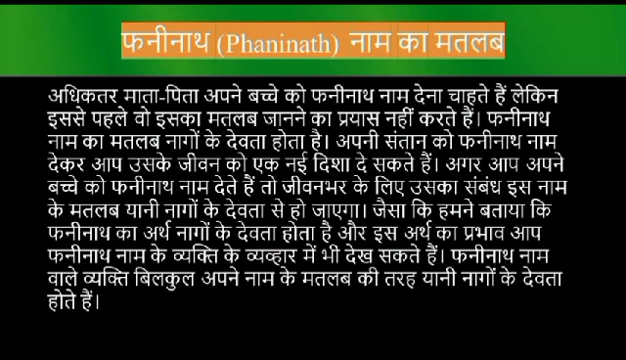 फनीनाथ (Phaninath) नाम का मतलब
अधिकतर माता-पिता अपने बच्चे को फनीनाथ नाम देना चाहते हैं लेकिन
इससे पहले वो इसका मतलब जानने का प्रयास नहीं करते हैं। फनीनाथ
नाम का मतलब नागों के देवता होता है। अपनी संतान को फनीनाथ नाम
देकर आप उसके जीवन को एक नई दिशा दे सकते हैं। अगर आप अपने
बच्चे को फनीनाथ नाम देते हैं तो जीवनभर के लिए उसका संबंध इस नाम
के मतलब यानी नागों के देवता से हो जाएगा। जैसा कि हमने बताया कि
फनीनाथ का अर्थ नागों के देवता होता है और इस अर्थ का प्रभाव आप
फनीनाथ नाम के व्यक्ति के व्यव्हार में भी देख सकते हैं। फनीनाथ नाम
वाले व्यक्ति बिलकुल अपने नाम के मतलब की तरह यानी नागों के देवता
होते हैं।